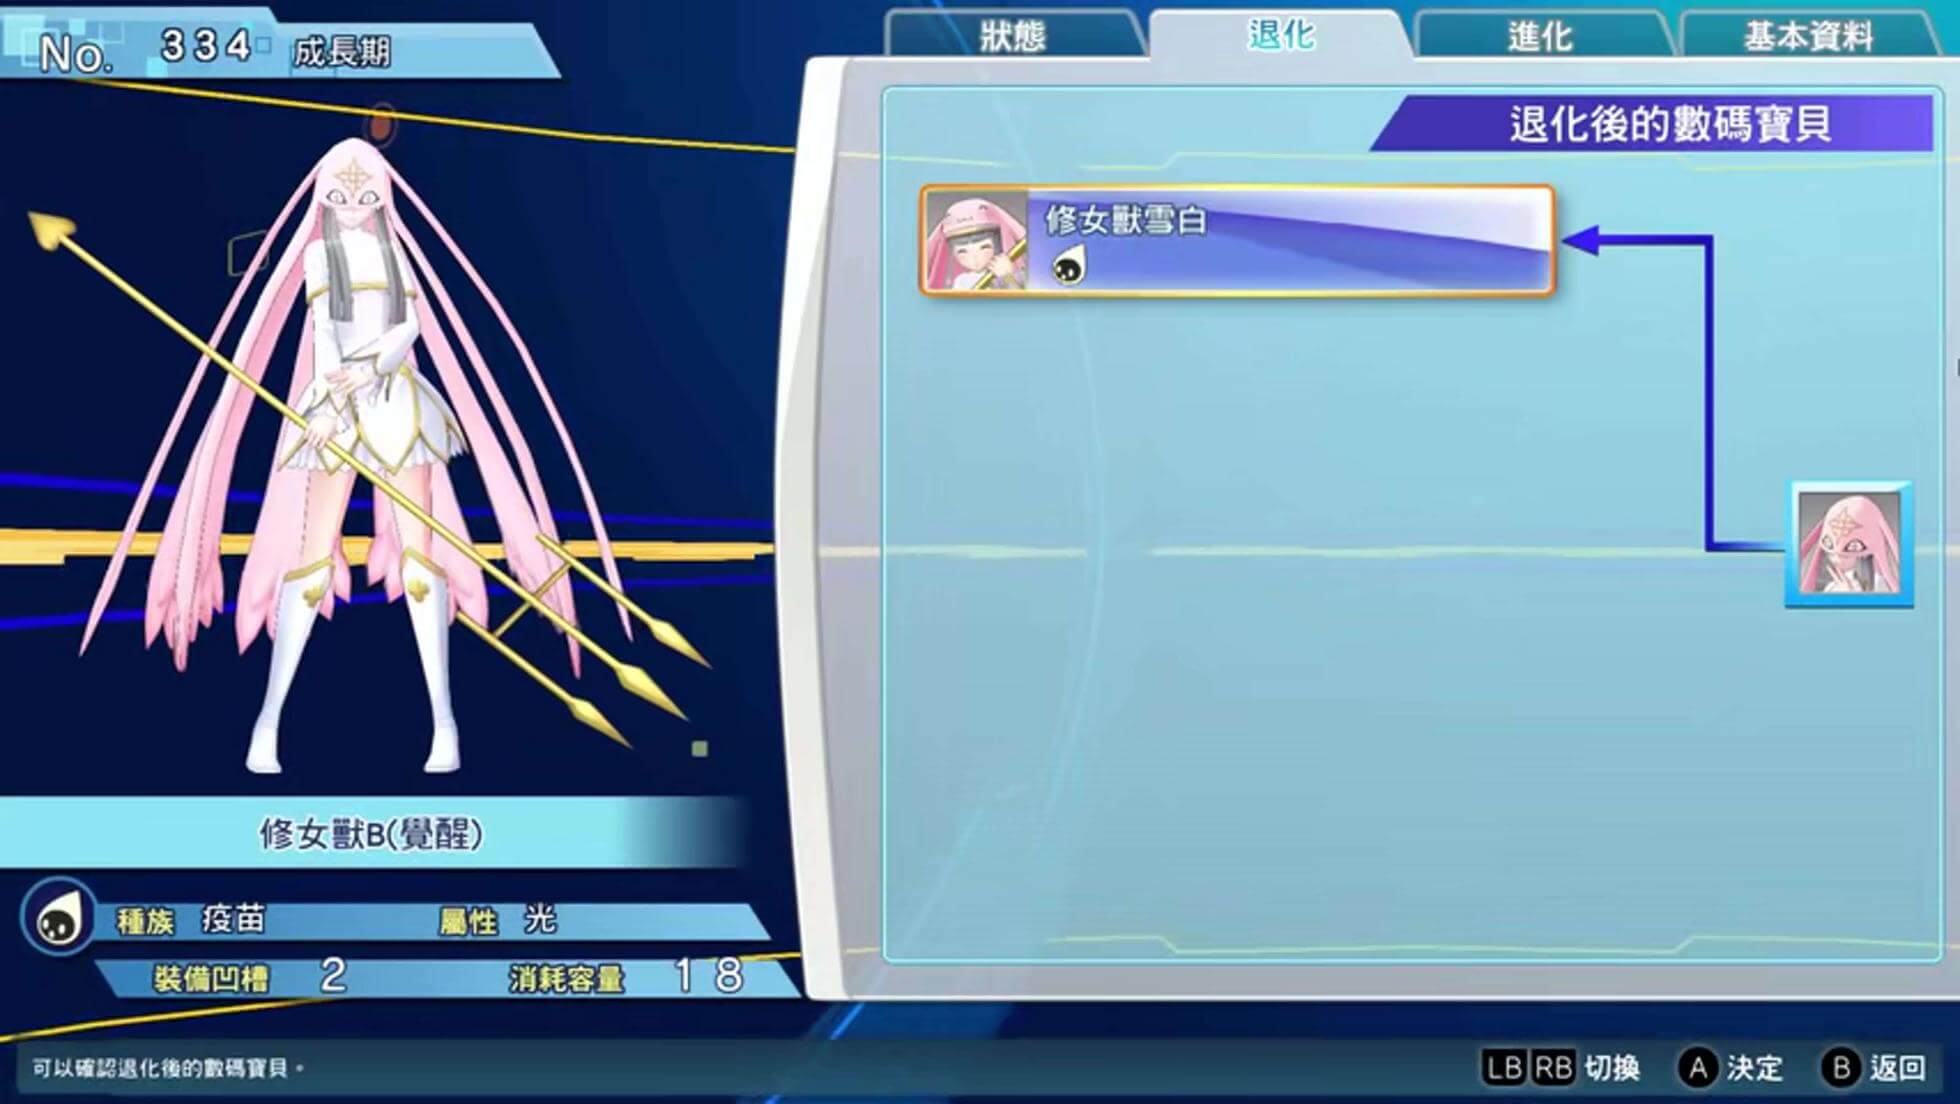 No. 334 成長期
狀態 退化 進化 基本資料
退化後的數碼寶貝
修女獸雪白
修女獸B(覺醒)
種族 疫苗 屬性 光
裝備凹槽 2 消耗容量 18
可以確認退化後的數碼寶貝。
LB RB 切換 A 決定 B 返回